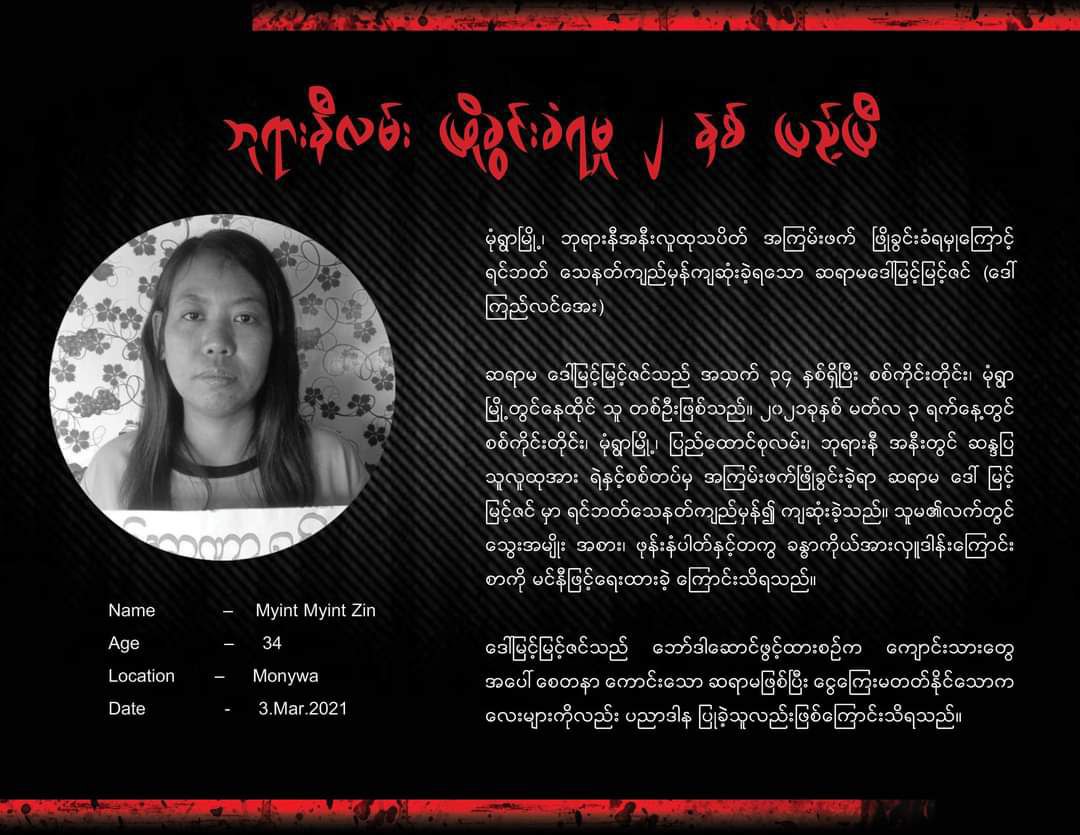 ဘုရားနီလမ်း ဖြိုခွင်းခံရမှု ၂ နှစ် ပြည့်ပြီ
မုံရွာမြို့၊ ဘုရားနီအနီးလူထုသပိတ် အကြမ်းဖက် ဖြိုခွင်းခံရမှုကြောင့်
ရင်ဘတ် သေနတ်ကျည်မှန်ကျဆုံးခဲ့ရသော ဆရာမဒေါ်မြင့်မြင့်ဇင် (ဒေါ်
ကြည်လင်အေး)
ဆရာမ ဒေါ်မြင့်မြင့်ဇင်သည် အသက် ၃၄ နှစ်ရှိပြီး စစ်ကိုင်းတိုင်း၊ မုံရွာ
မြို့တွင်နေထိုင် သူ တစ်ဦးဖြစ်သည်။ ၂၀၂၁ခုနှစ် မတ်လ ၃ ရက်နေ့တွင်
စစ်ကိုင်းတိုင်း၊ မုံရွာမြို့၊ ပြည်ထောင်စုလမ်း၊ ဘုရားနီ အနီးတွင် ဆန္ဒပြ
သူလူထုအား ရဲနှင့်စစ်တပ်မှ အကြမ်းဖက်ဖြိုခွင်းခဲ့ရာ ဆရာမ ဒေါ် မြင့်
မြင့်ဇင် မှာ ရင်ဘတ်သေနတ်ကျည်မှန်၍ ကျဆုံးခဲ့သည်။ သူမ၏လက်တွင်
သွေးအမျိုး အစား၊ ဖုန်းနံပါတ်နှင့်တကွ ခန္ဓာကိုယ်အားလှူဒါန်းကြောင်း
စာကို မင်နီဖြင့်ရေးထားခဲ့ ကြောင်းသိရသည်။
ဒေါ်မြင့်မြင့်ဇင်သည် ဘော်ဒါဆောင်ဖွင့်ထားစဉ်က ကျောင်းသားတွေ
အပေါ် စေတနာ ကောင်းသော ဆရာမဖြစ်ပြီး ငွေကြေးမတတ်နိုင်သောက
လေးများကိုလည်း ပညာဒါန ပြုခဲ့သူလည်းဖြစ်ကြောင်းသိရသည်။
Name – Myint Myint Zin
Age – 34
Location – Monywa
Date - 3.Mar.2021